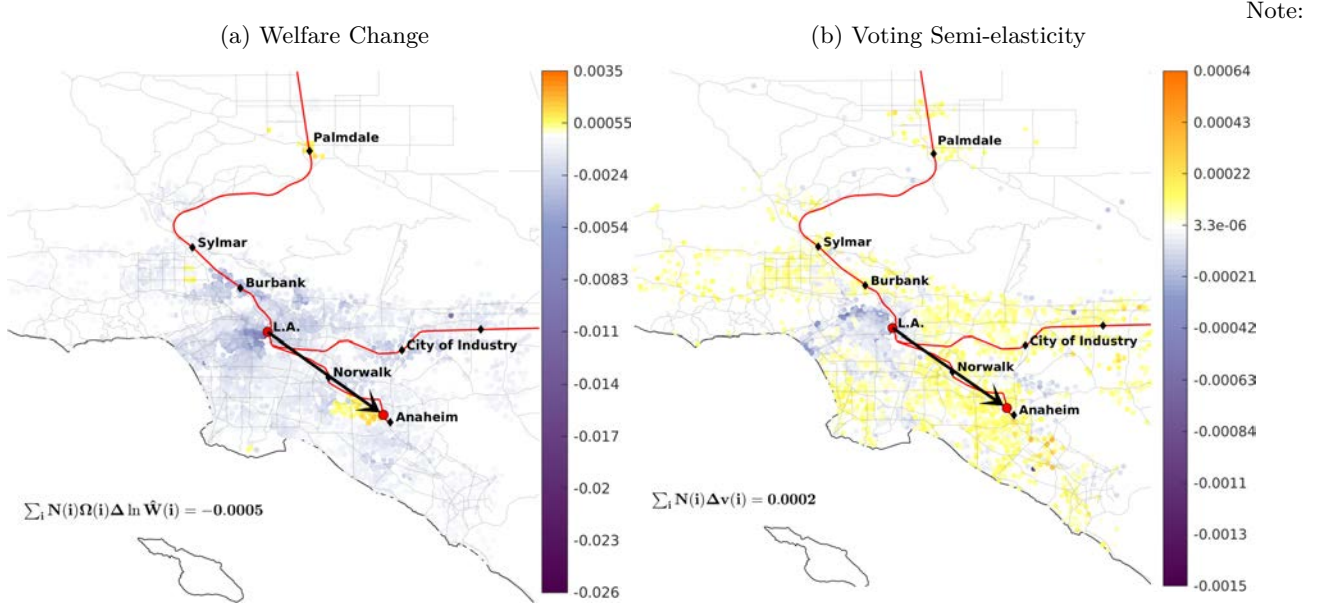 Note:
(a) Welfare Change
(b) Voting Semi-elasticity
0.0035
0.00055
-0.0024
-0.0054
-0.0083
-0.011
-0.014
-0.017
-0.02
-0.023
-0.026
Palmdale
Sylmar
Burbank
L.A.
City of Industry
Norwalk
Anaheim
∑ᵢ N(i)Ω(i)Δ ln Ŵ(i) = −0.0005
0.00064
0.00043
0.0002
3.3e-06
-0.00021
-0.00042
-0.00063
-0.00084
-0.0011
-0.0013
-0.0015
Palmdale
Sylmar
Burbank
L.A.
City of Industry
Norwalk
Anaheim
∑ᵢ N(i)Δv(i) = 0.0002